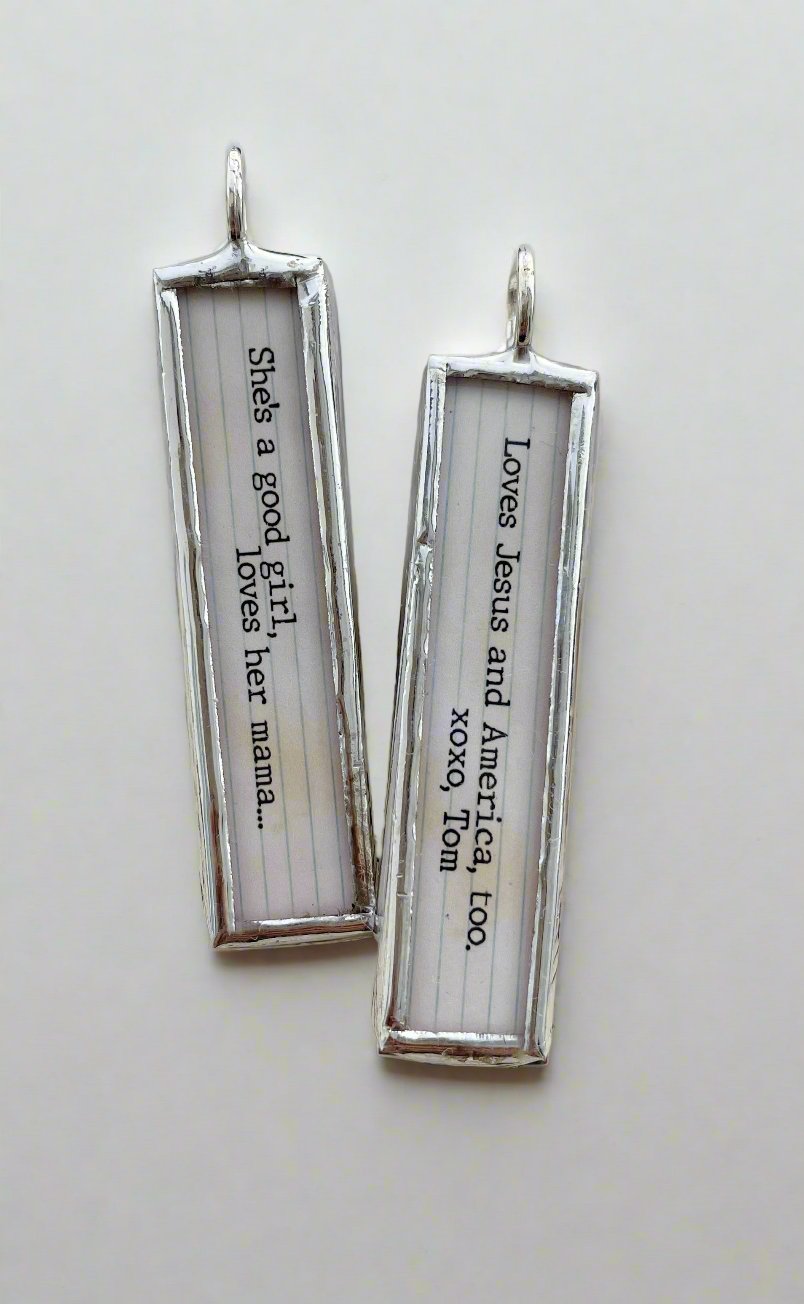 She's a good girl,
loves her mama...
Loves Jesus and America, too.
xoxo, Tom